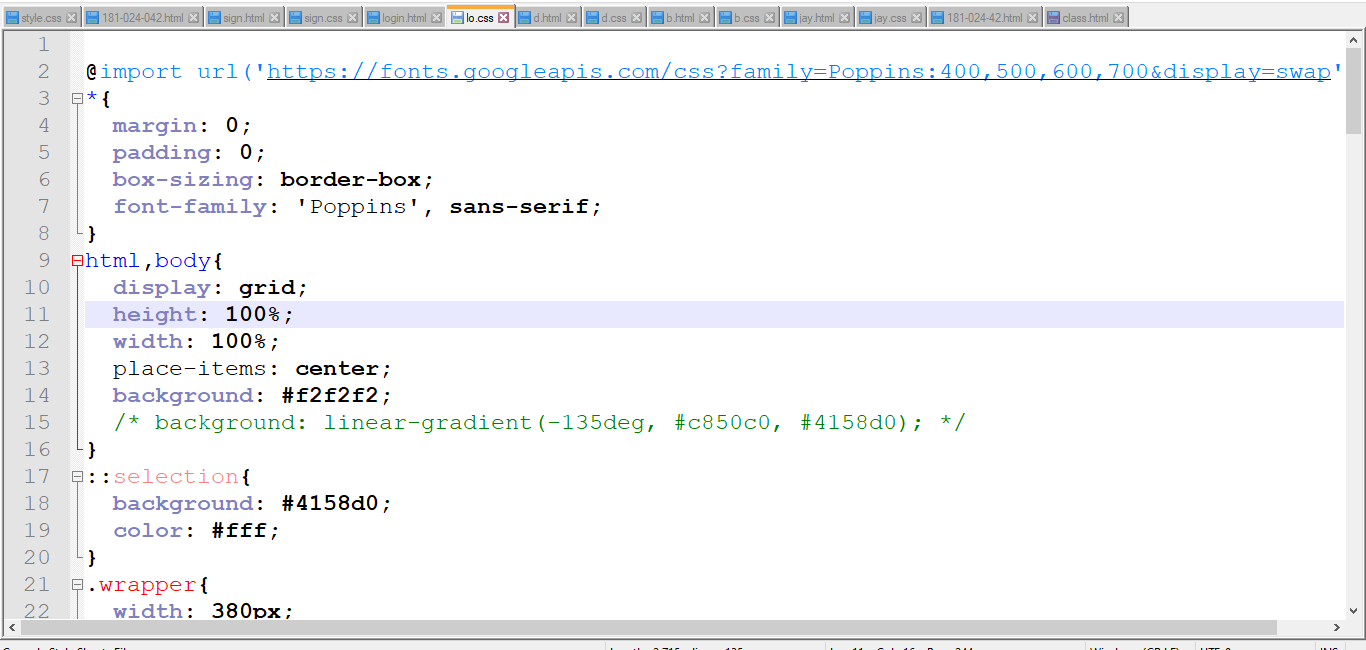 style.css 181-024-042.html sign.html sign.css login.html lo.css d.html d.css b.html b.css jay.html jay.css 181-024-42.html class.html
1
2 @import url('https://fonts.googleapis.com/css?family=Poppins:400,500,600,700&display=swap'
3 *{
4 margin: 0;
5 padding: 0;
6 box-sizing: border-box;
7 font-family: 'Poppins', sans-serif;
8 }
9 html,body{
10 display: grid;
11 height: 100%;
12 width: 100%;
13 place-items: center;
14 background: #f2f2f2;
15 /* background: linear-gradient(-135deg, #c850c0, #4158d0); */
16 }
17 ::selection{
18 background: #4158d0;
19 color: #fff;
20 }
21 .wrapper{
22 width: 380px;